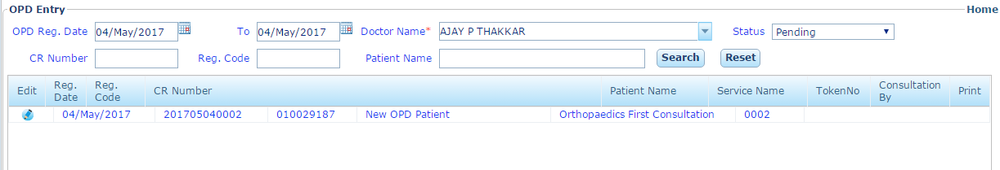 OPD Entry Home
OPD Reg. Date 04/May/2017 To 04/May/2017 Doctor Name* AJAY P THAKKAR Status Pending
CR Number Reg. Code Patient Name Search Reset
Edit Reg. Date Reg. Code CR Number Patient Name Service Name TokenNo Consultation By Print
04/May/2017 201705040002 010029187 New OPD Patient Orthopaedics First Consultation 0002